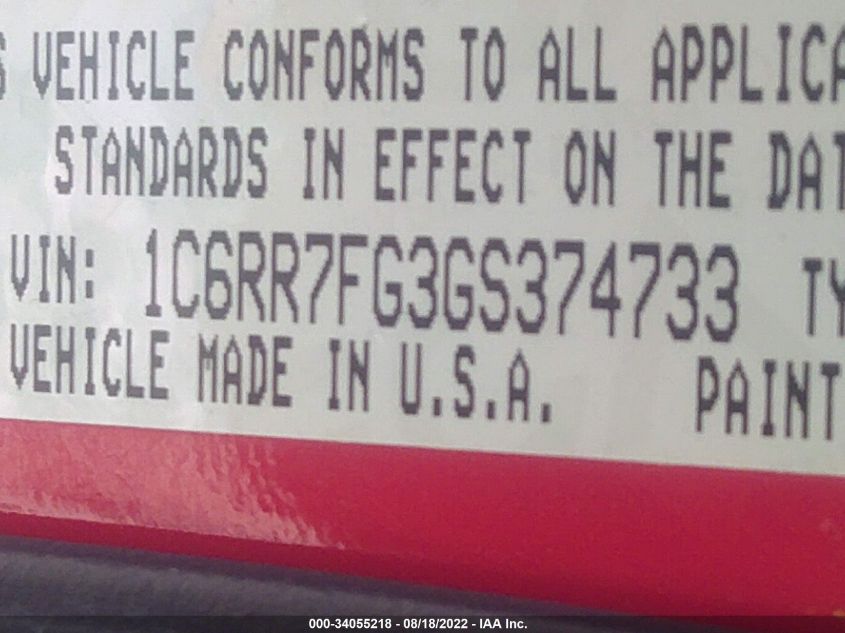 VEHICLE CONFORMS TO ALL APPLICA
STANDARDS IN EFFECT ON THE DAT
VIN: 1C6RR7FG3GS374733 TY
VEHICLE MADE IN U.S.A. PAINT
000-34055218 - 08/18/2022 - IAA Inc.